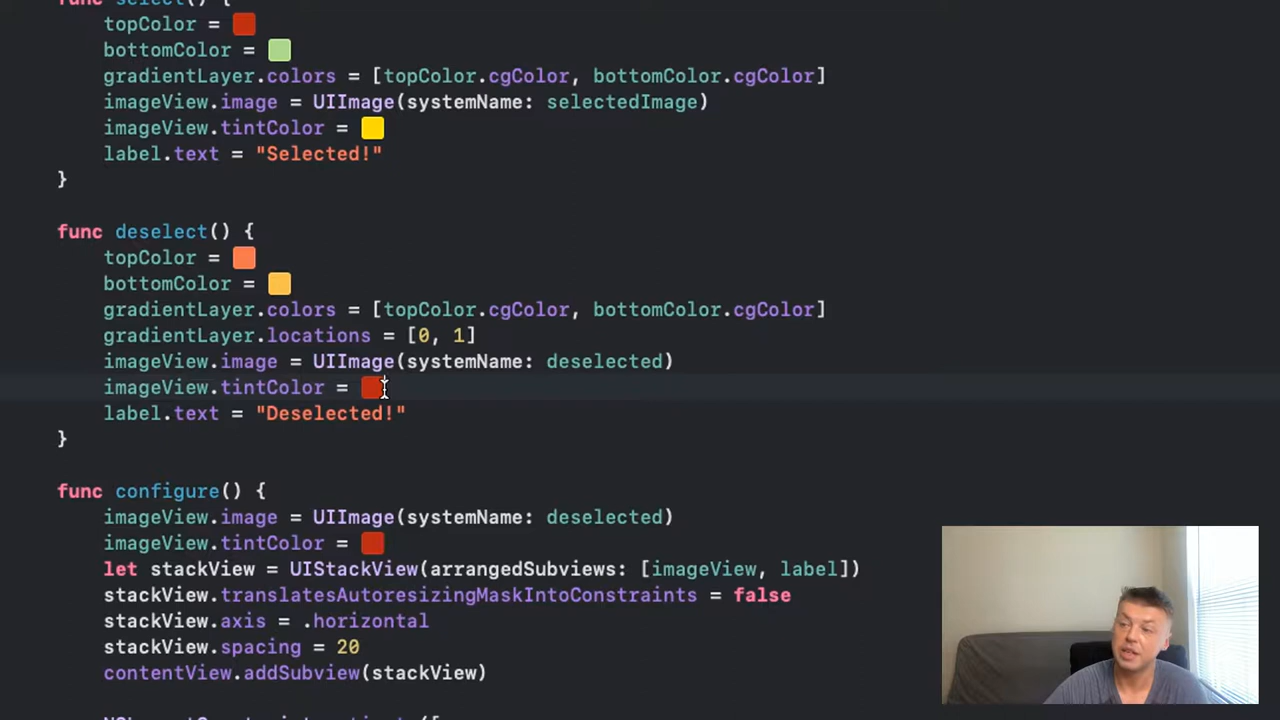 func select() {
topColor =
bottomColor =
gradientLayer.colors = [topColor.cgColor, bottomColor.cgColor]
imageView.image = UIImage(systemName: selectedImage)
imageView.tintColor =
label.text = "Selected!"
}
func deselect() {
topColor =
bottomColor =
gradientLayer.colors = [topColor.cgColor, bottomColor.cgColor]
gradientLayer.locations = [0, 1]
imageView.image = UIImage(systemName: deselected)
imageView.tintColor =
label.text = "Deselected!"
}
func configure() {
imageView.image = UIImage(systemName: deselected)
imageView.tintColor =
let stackView = UIStackView(arrangedSubviews: [imageView, label])
stackView.translatesAutoresizingMaskIntoConstraints = false
stackView.axis = .horizontal
stackView.spacing = 20
contentView.addSubview(stackView)